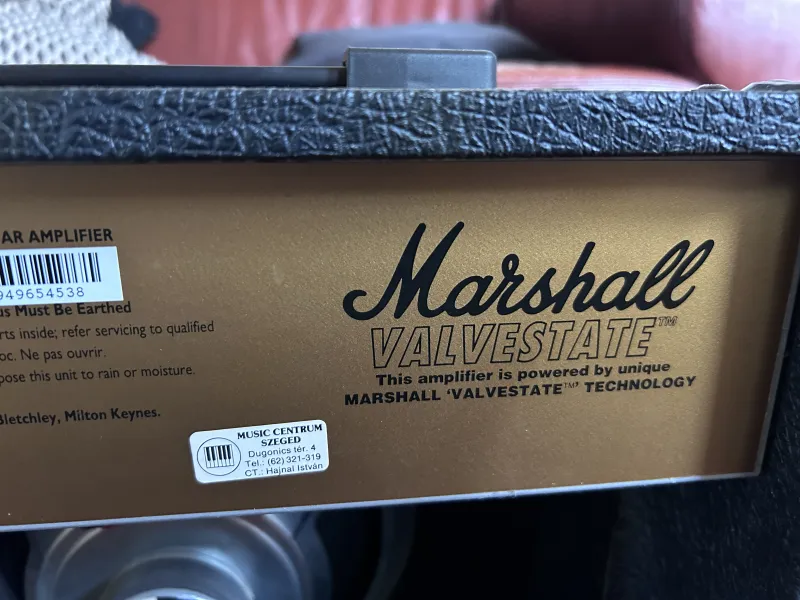 AR AMPLIFIER
949654538
us Must Be Earthed
rts inside; refer servicing to qualified
oc. Ne pas ouvrir.
pose this unit to rain or moisture.
Bletchley, Milton Keynes.
Marshall
VALVESTATE™
This amplifier is powered by unique
MARSHALL 'VALVESTATE™' TECHNOLOGY
MUSIC CENTRUM
SZEGED
Dugonics tér. 4
Tel.: (62) 321-319
CT.: Hajnal István